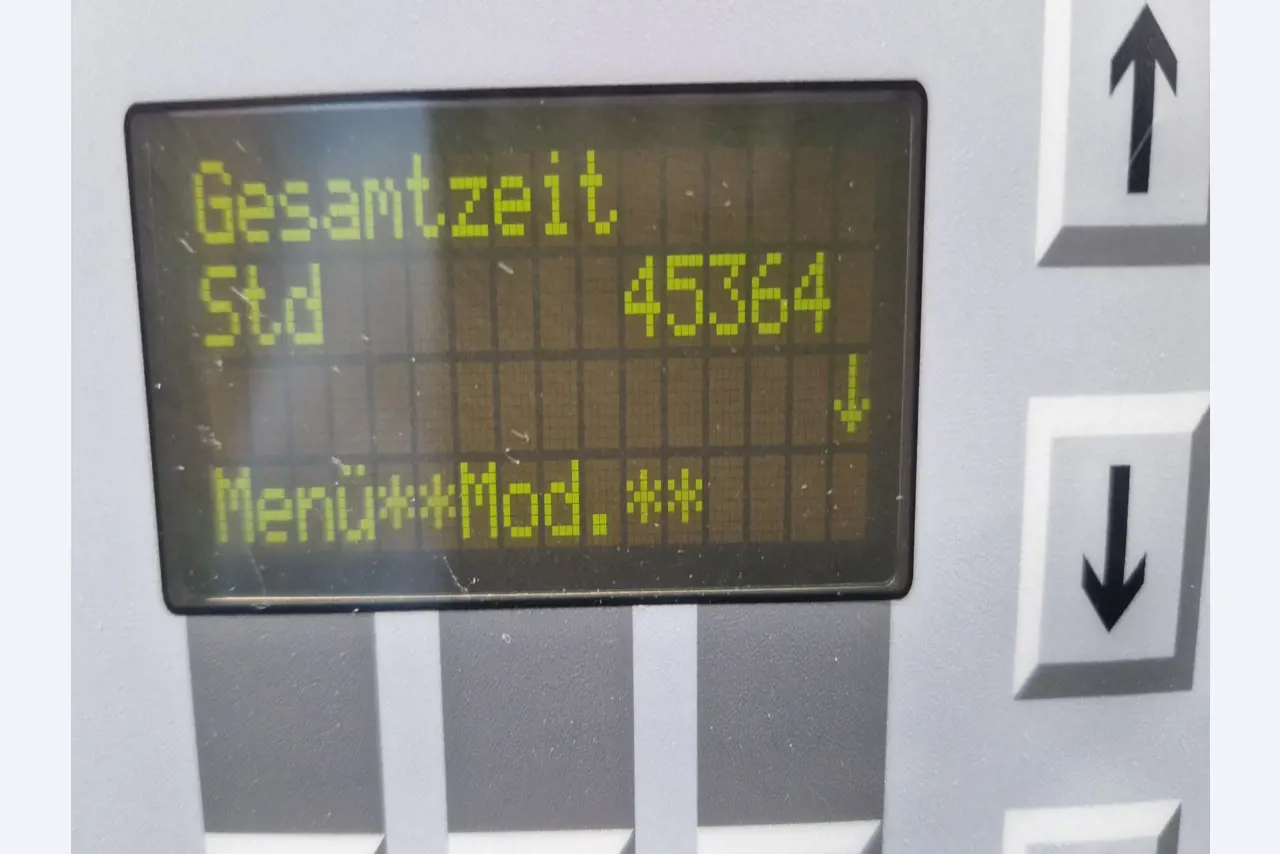 Gesamtzeit
Std 45364
↓
Menü**Mod.**